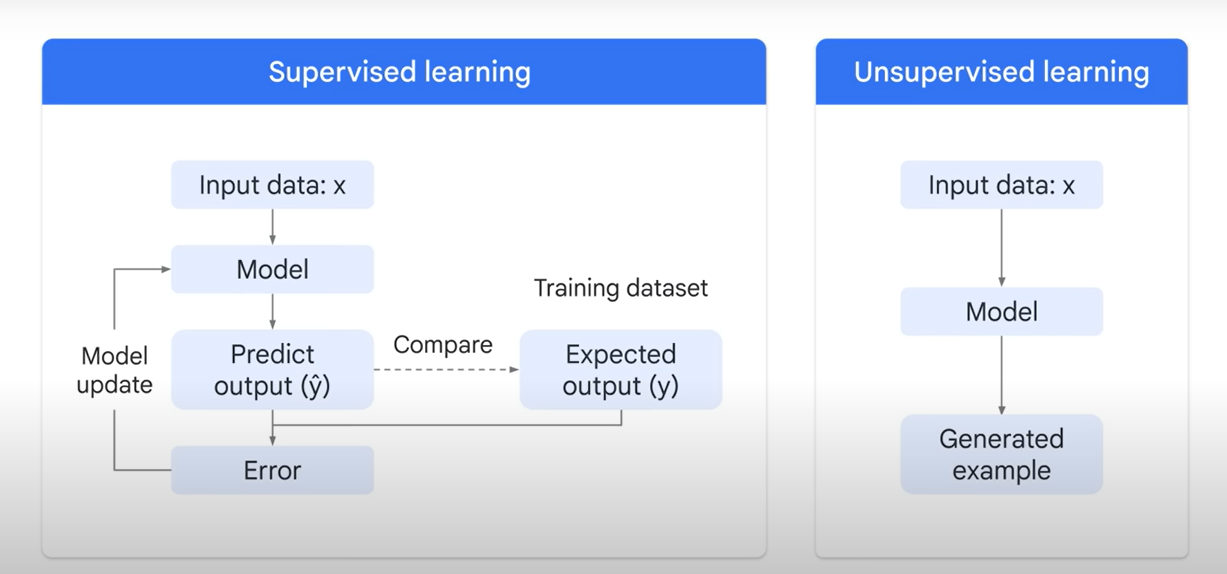 Supervised learning
Input data: x
Model
Training dataset
Predict
output (ŷ)
Compare
Expected
output (y)
Model
update
Error
Unsupervised learning
Input data: x
Model
Generated
example